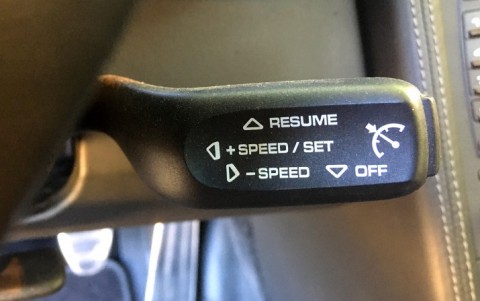 RESUME
+ SPEED / SET
- SPEED OFF